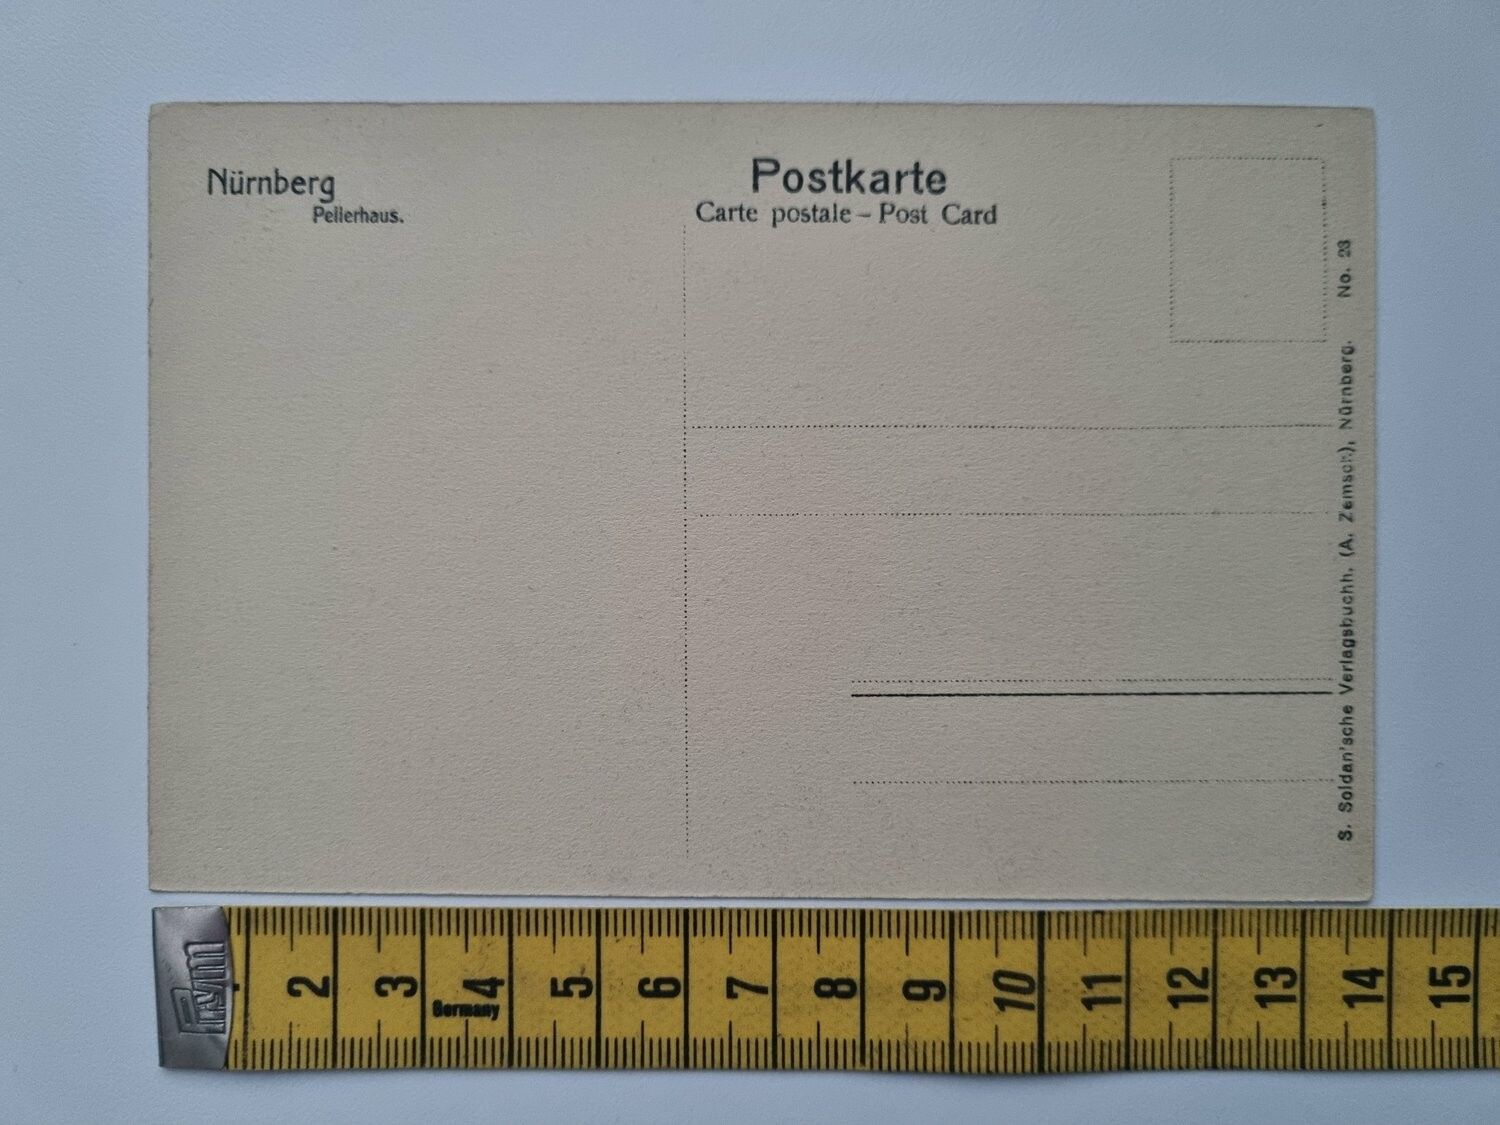 Nürnberg
Pellerhaus.
Postkarte
Carte postale – Post Card
S. Soldan'sche Verlagsbuchh. (A. Zemsch), Nürnberg. No. 23
Prym
2 3 4 5 6 7 8 9 10 11 12 13 14 15
Germany